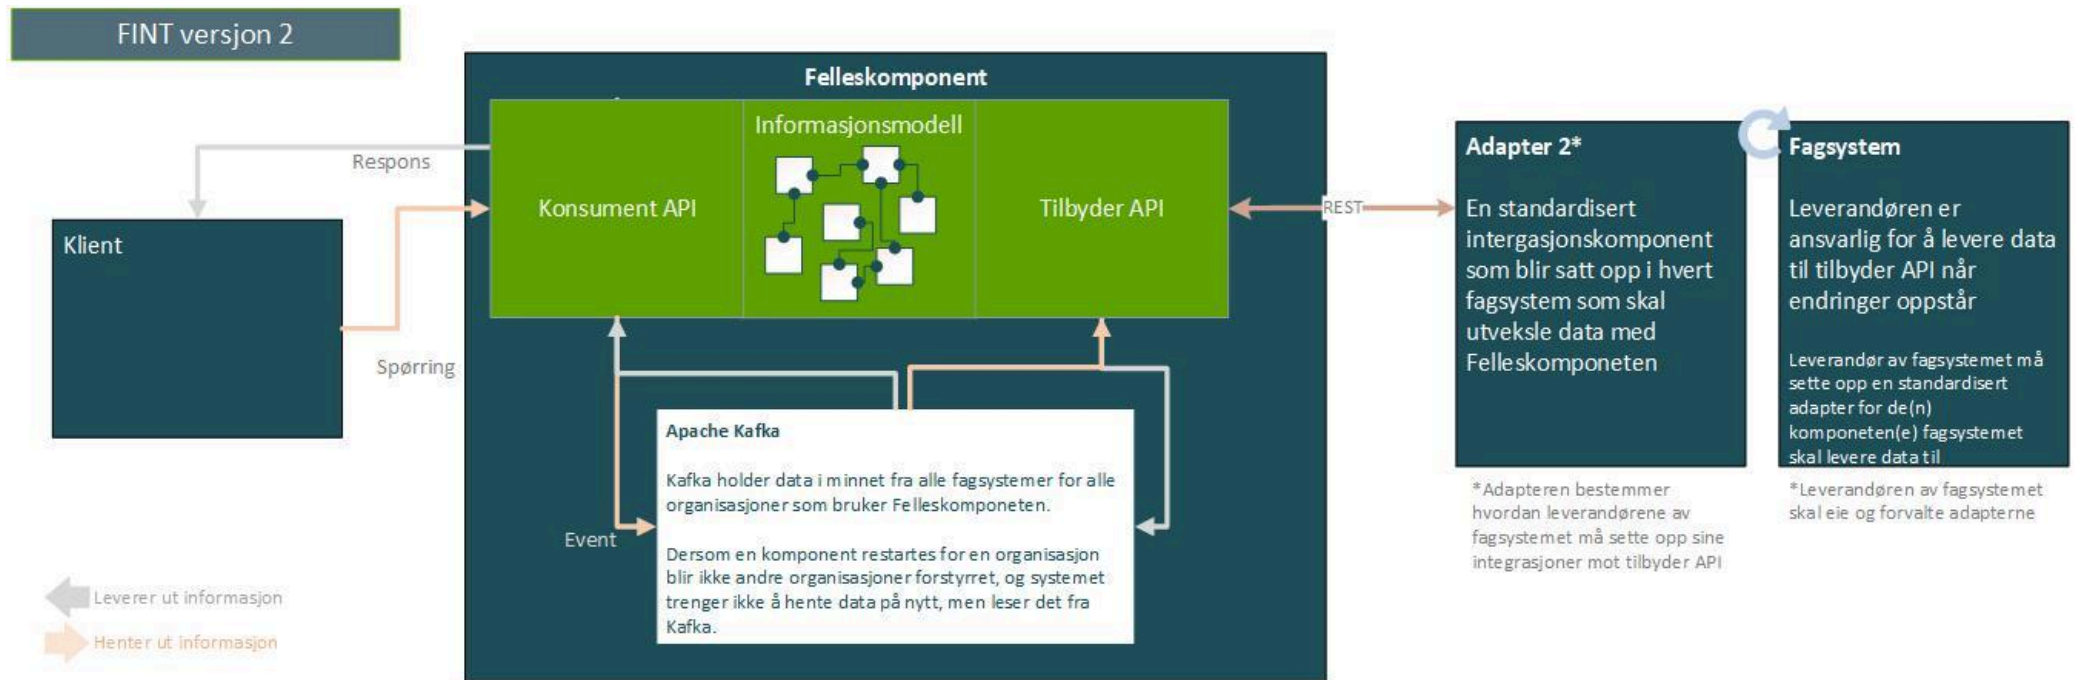 FINT versjon 2
Felleskomponent
Informasjonsmodell
Konsument API
Tilbyder API
Respons
Klient
Spørring
REST
Adapter 2*
En standardisert
intergasjonskomponent
som blir satt opp i hvert
fagsystem som skal
utveksle data med
Felleskomponeten
*Adapteren bestemmer
hvordan leverandørene av
fagsystemet må sette opp sine
integrasjoner mot tilbyder API
Fagsystem
Leverandøren er
ansvarlig for å levere data
til tilbyder API når
endringer oppstår
Leverandør av fagsystemet må
sette opp en standardisert
adapter for de(n)
komponeten(e) fagsystemet
skal levere data til
*Leverandøren av fagsystemet
skal eie og forvalte adapterne
Event
Apache Kafka
Kafka holder data i minnet fra alle fagsystemer for alle
organisasjoner som bruker Felleskomponeten.
Dersom en komponent restartes for en organisasjon
blir ikke andre organisasjoner forstyrret, og systemet
trenger ikke å hente data på nytt, men leser det fra
Kafka.
Leverer ut informasjon
Henter ut informasjon